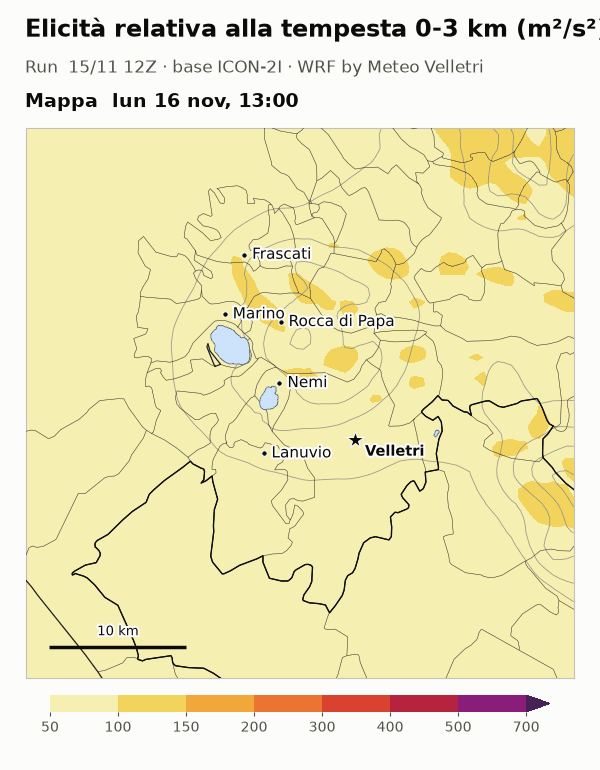 Elicità relativa alla tempesta 0-3 km (m²/s²)
Run 15/11 12Z · base ICON-2I · WRF by Meteo Velletri
Mappa lun 16 nov, 13:00
Frascati
Marino
Rocca di Papa
Nemi
Lanuvio
Velletri
10 km
50 100 150 200 300 400 500 700